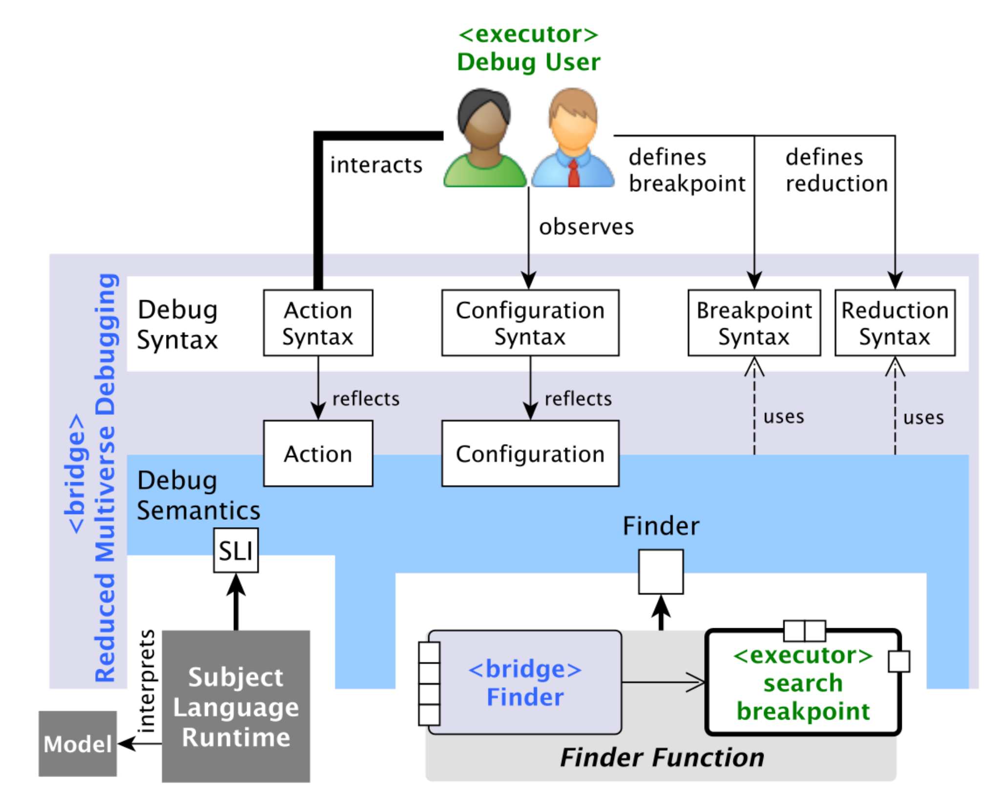 <executor>
Debug User
interacts
defines
breakpoint
defines
reduction
observes
<bridge>
Reduced Multiverse Debugging
Debug
Syntax
Action
Syntax
Configuration
Syntax
Breakpoint
Syntax
Reduction
Syntax
reflects
reflects
uses
uses
Action
Configuration
Debug
Semantics
SLI
Finder
interprets
Subject
Language
Runtime
Model
<bridge>
Finder
<executor>
search
breakpoint
Finder Function